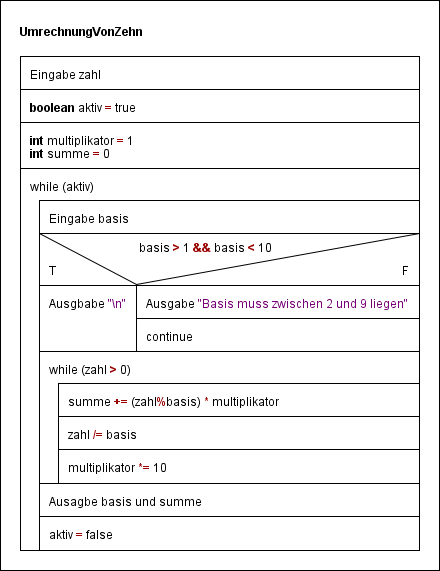 UmrechnungVonZehn
Eingabe zahl
boolean aktiv = true
int multiplikator = 1
int summe = 0
while (aktiv)
Eingabe basis
basis > 1 && basis < 10
T F
Ausgbabe "\n" Ausgabe "Basis muss zwischen 2 und 9 liegen"
continue
while (zahl > 0)
summe += (zahl%basis) * multiplikator
zahl /= basis
multiplikator *= 10
Ausagbe basis und summe
aktiv = false